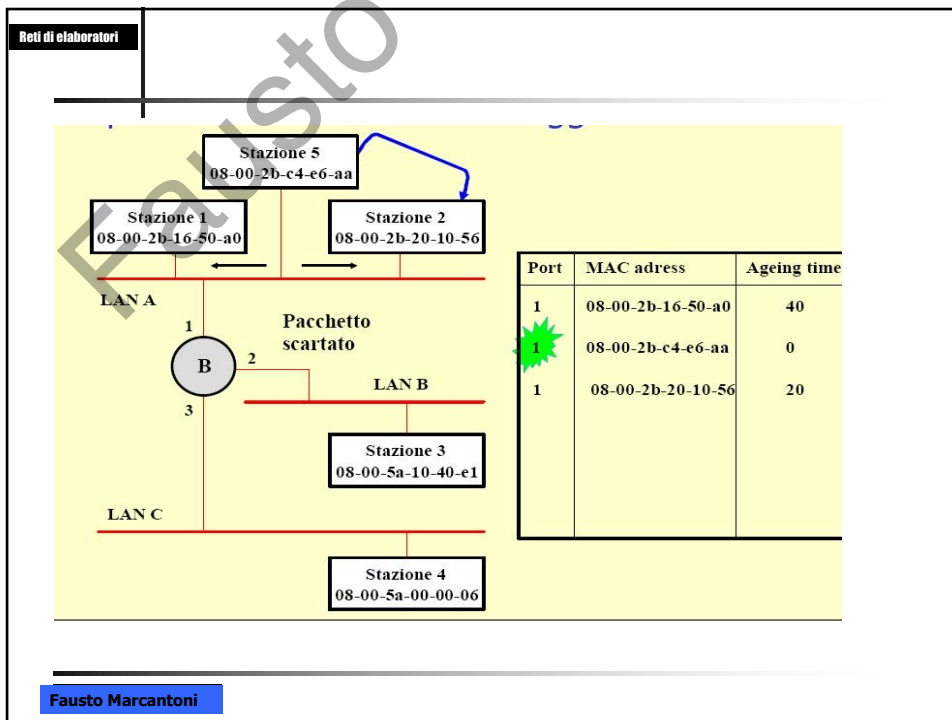 Reti di elaboratori
Fausto
Stazione 5
08-00-2b-c4-e6-aa
Stazione 1
08-00-2b-16-50-a0
Stazione 2
08-00-2b-20-10-56
LAN A
1
B
2
3
Pacchetto
scartato
LAN B
Stazione 3
08-00-5a-10-40-e1
LAN C
Stazione 4
08-00-5a-00-00-06
Port MAC adress Ageing time
1 08-00-2b-16-50-a0 40
1 08-00-2b-c4-e6-aa 0
1 08-00-2b-20-10-56 20
Fausto Marcantoni